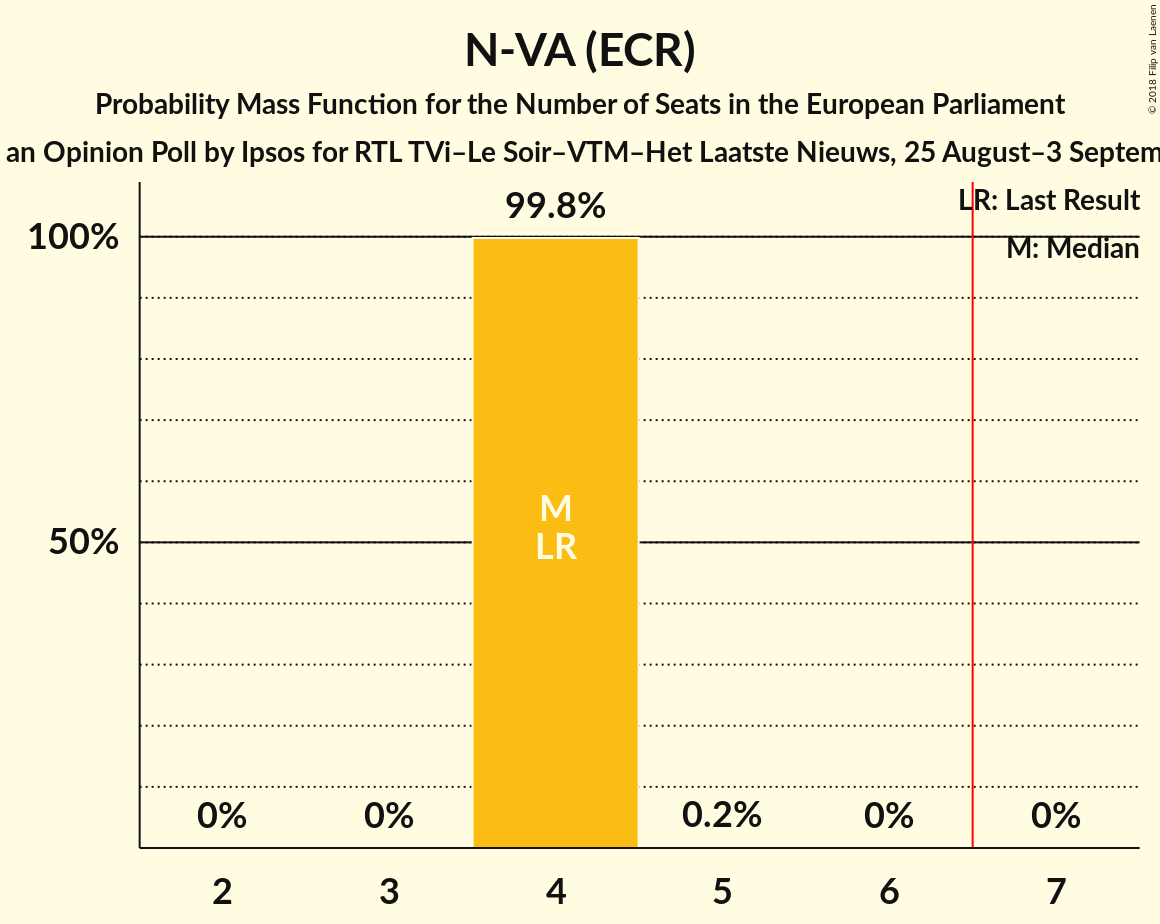 N-VA (ECR)
Probability Mass Function for the Number of Seats in the European Parliament
an Opinion Poll by Ipsos for RTL TVi–Le Soir–VTM–Het Laatste Nieuws, 25 August–3 Septem
© 2018 Filip van Laenen
LR: Last Result
M: Median
99.8%
100%
50%
M
LR
0%
0%
0.2%
0%
0%
2
3
4
5
6
7